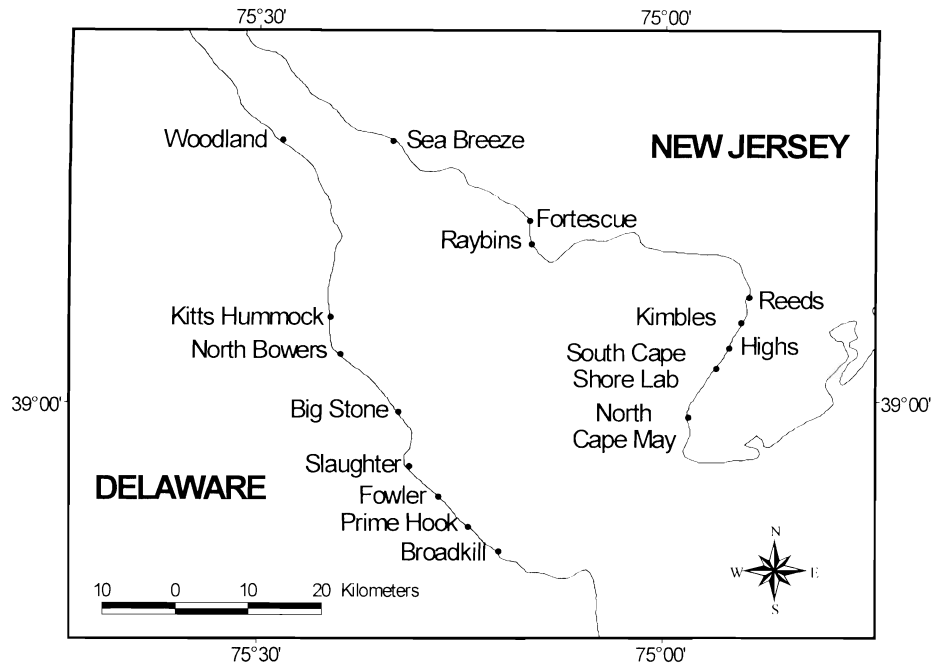 75°30'
75°00'
Woodland
Sea Breeze
NEW JERSEY
Fortescue
Raybins
Reeds
Kitts Hummock
Kimbles
North Bowers
Highs
South Cape
Shore Lab
39°00'
39°00'
Big Stone
North
Cape May
Slaughter
DELAWARE
Fowler
Prime Hook
Broadkill
N
W
E
S
10
0
10
20
Kilometers
75°30'
75°00'